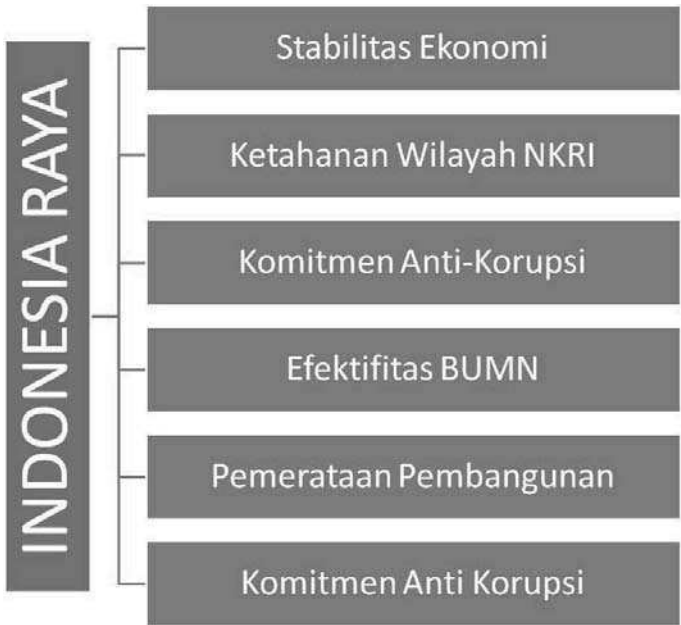 INDONESIA RAYA
Stabilitas Ekonomi
Ketahanan Wilayah NKRI
Komitmen Anti-Korupsi
Efektifitas BUMN
Pemerataan Pembangunan
Komitmen Anti Korupsi